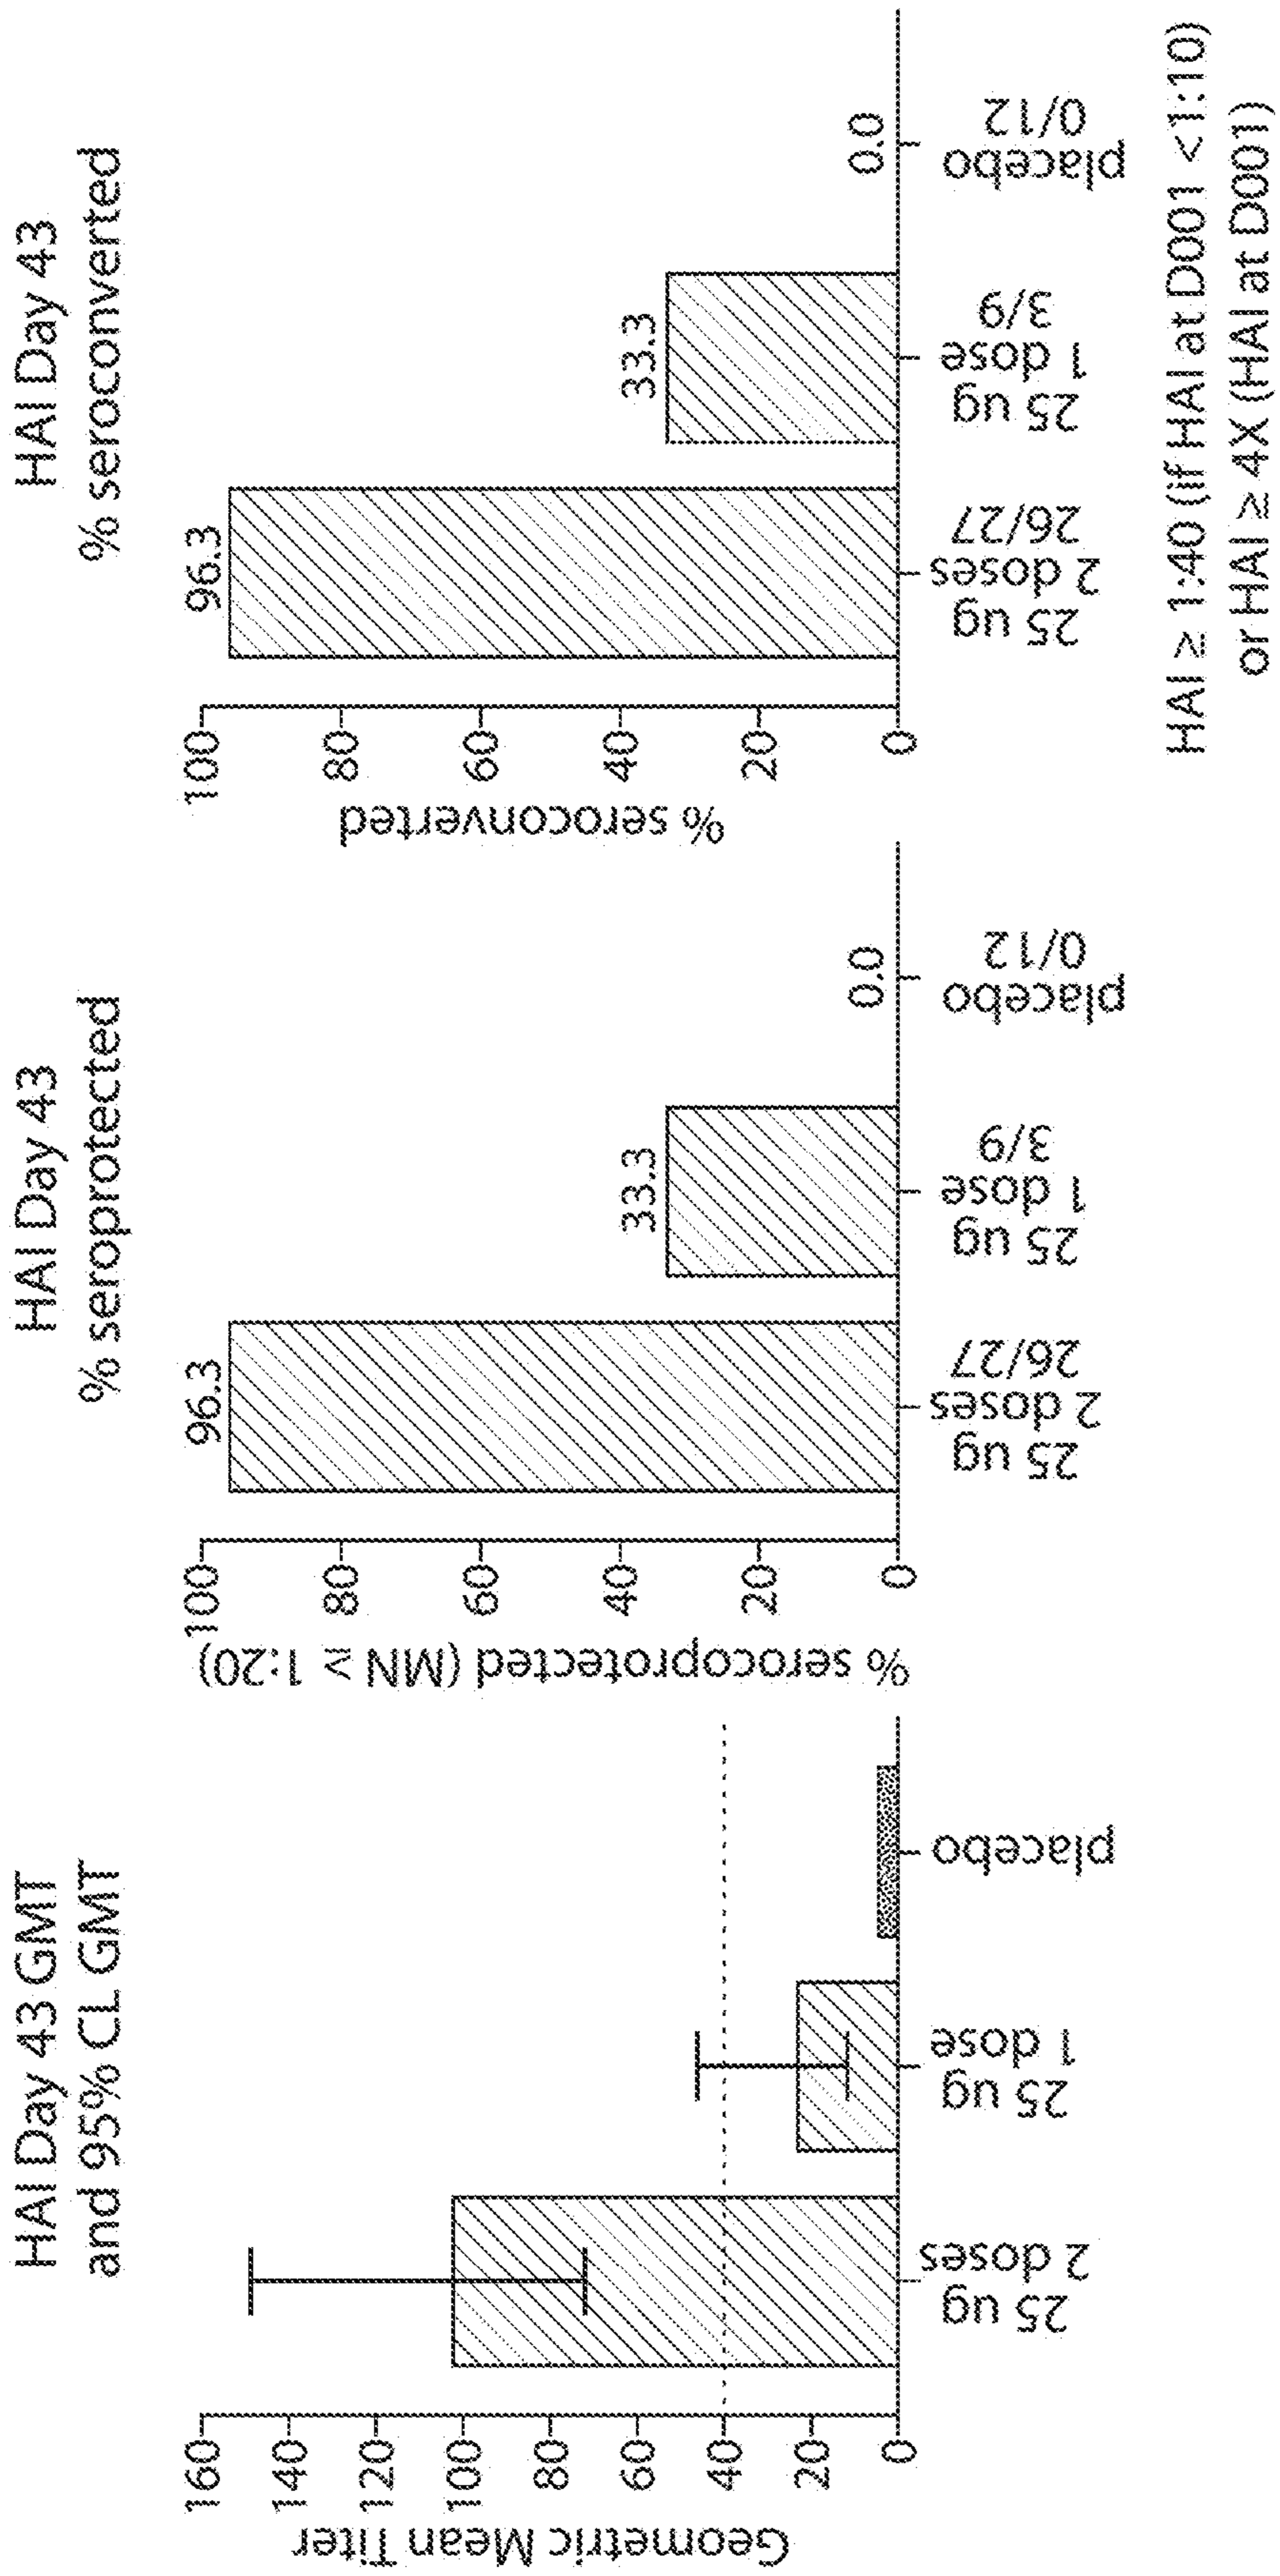 HAI Day 43 GMT
and 95% CL GMT
Geometric Mean Titer
160
140
120
100
80
60
40
20
0
25 ug
2 doses
25 ug
1 dose
placebo
HAI Day 43
% seroprotected
% serocoprotected (MN ≥ 1:20)
100
80
60
40
20
0
96.3
33.3
0.0
25 ug
2 doses
26/27
25 ug
1 dose
3/9
placebo
0/12
HAI Day 43
% seroconverted
% seroconverted
100
80
60
40
20
0
96.3
33.3
0.0
25 ug
2 doses
26/27
25 ug
1 dose
3/9
placebo
0/12
HAI ≥ 1:40 (if HAI at D001 <1:10)
or HAI ≥ 4X (HAI at D001)